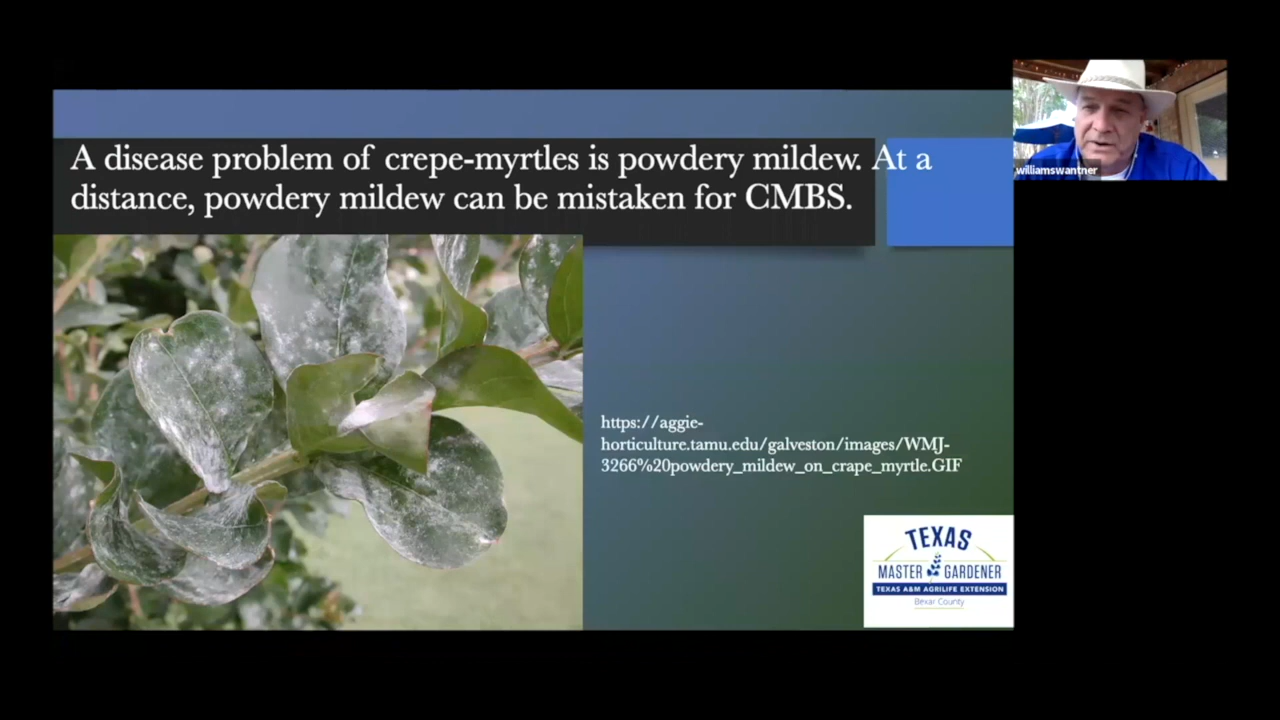 A disease problem of crepe-myrtles is powdery mildew. At a
distance, powdery mildew can be mistaken for CMBS.
williamswantner
https://aggie-
horticulture.tamu.edu/galveston/images/WMJ-
3266%20powdery_mildew_on_crape_myrtle.GIF
TEXAS
MASTER GARDENER
TEXAS A&M AGRILIFE EXTENSION
Bexar County